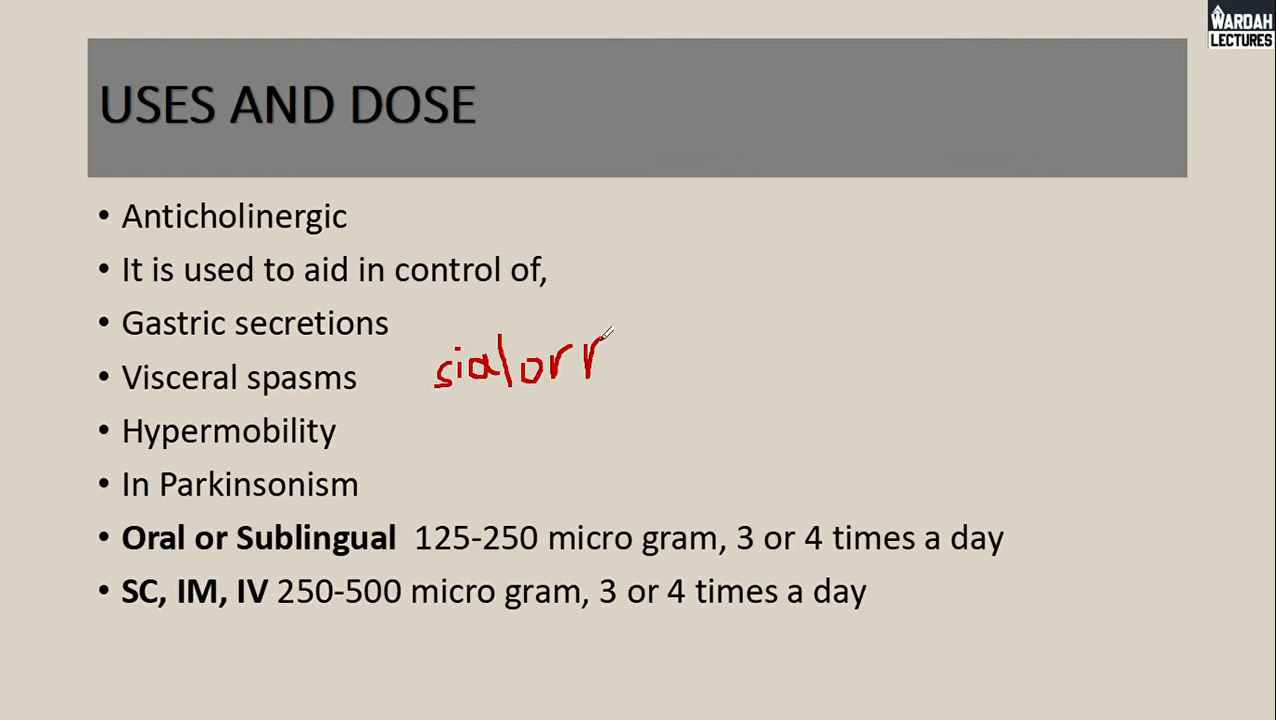 WARDAH
LECTURES
USES AND DOSE
• Anticholinergic
• It is used to aid in control of,
• Gastric secretions
sialorr
• Visceral spasms
• Hypermobility
• In Parkinsonism
• Oral or Sublingual 125-250 micro gram, 3 or 4 times a day
• SC, IM, IV 250-500 micro gram, 3 or 4 times a day